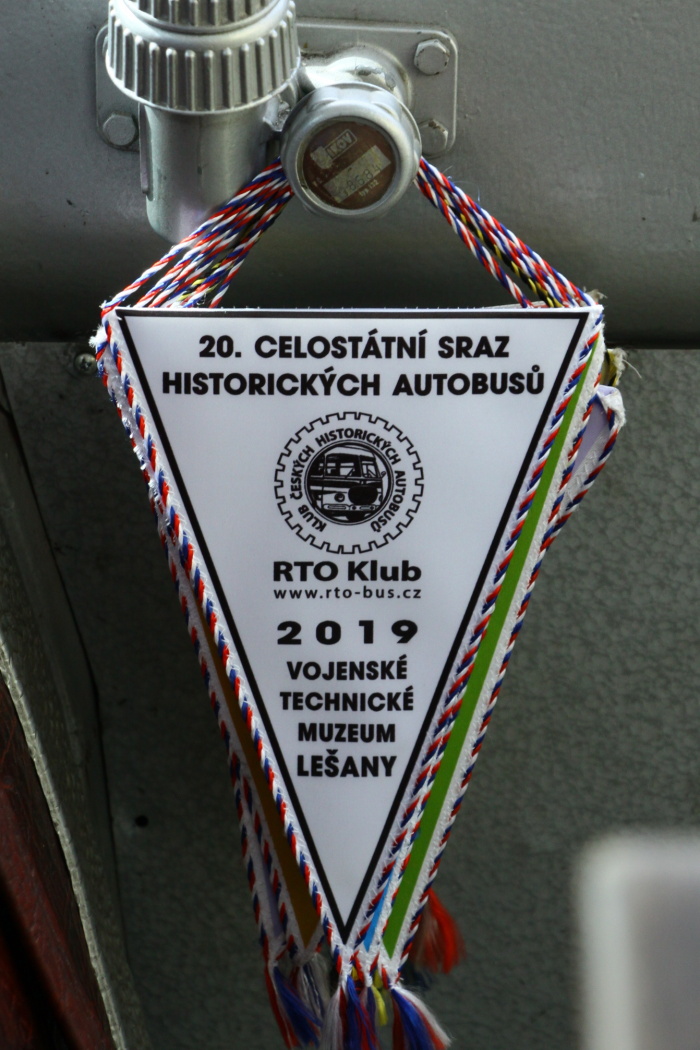 20. CELOSTÁTNÍ SRAZ
HISTORICKÝCH AUTOBUSŮ
KLUB ČESKÝCH HISTORICKÝCH AUTOBUSŮ
RTO Klub
www.rto-bus.cz
2019
VOJENSKÉ
TECHNICKÉ
MUZEUM
LEŠANY